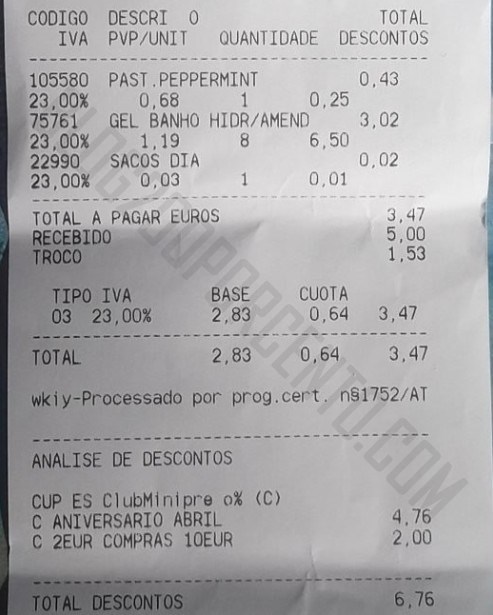 CODIGO DESCRI O TOTAL
IVA PVP/UNIT QUANTIDADE DESCONTOS
105580 PAST.PEPPERMINT 0,43
23,00% 0,68 1 0,25
75761 GEL BANHO HIDR/AMEND 3,02
23,00% 1,19 8 6,50
22990 SACOS DIA 0,02
23,00% 0,03 1 0,01
TOTAL A PAGAR EUROS 3,47
RECEBIDO 5,00
TROCO 1,53
TIPO IVA BASE CUOTA
03 23,00% 2,83 0,64 3,47
TOTAL 2,83 0,64 3,47
wkiy-Processado por prog.cert. n§1752/AT
ANALISE DE DESCONTOS
CUP ES ClubMinipre o% (C)
C ANIVERSARIO ABRIL 4,76
C 2EUR COMPRAS 10EUR 2,00
TOTAL DESCONTOS 6,76
BLOG200PORCENTO.COM